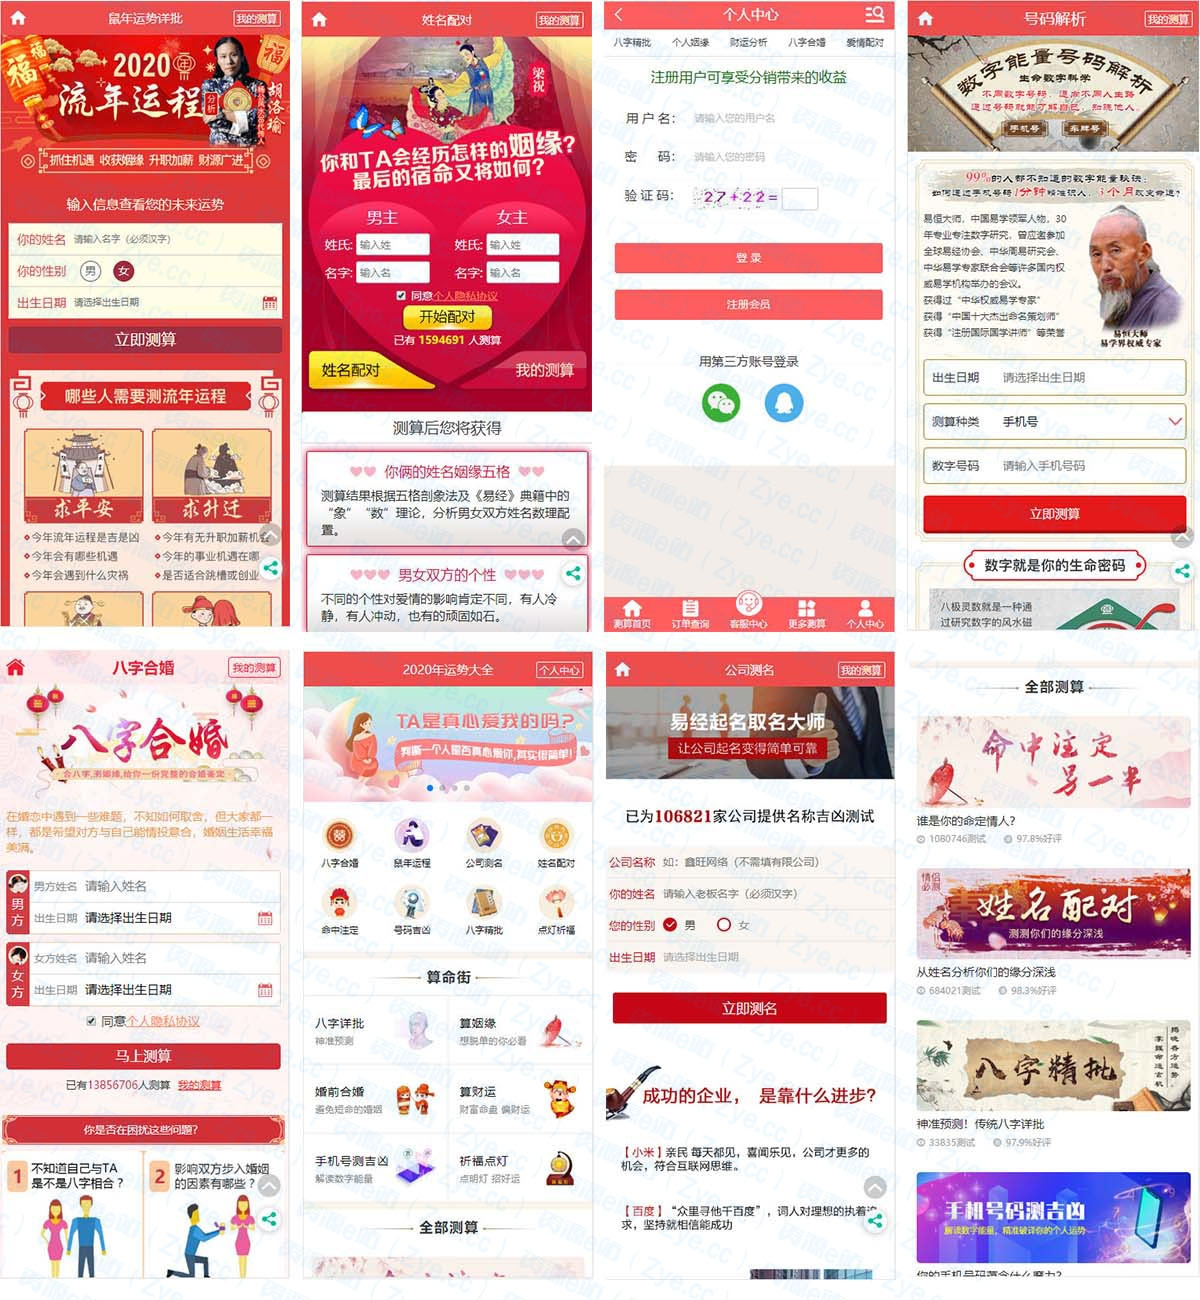 鼠年运势详批
我的测算
福
2020年
流年运程
分析
胡洛瑜
福
抓住机遇 收获姻缘 升职加薪 财源广进
输入信息查看您的未来运势
你的姓名 请输入名字（必须汉字）
你的性别 男 女
出生日期 请选择出生日期
立即测算
哪些人需要测流年运程
求平安
求升迁
今年流年运程是吉是凶
今年会有哪些机遇
今年会遇到什么灾祸
今年有无升职加薪机会
今年的事业机遇在哪
是否适合跳槽或创业
姓名配对
我的测算
梁祝
你和TA会经历怎样的姻缘?
最后的宿命又将如何?
男主
女主
姓氏: 输入姓
姓氏: 输入姓
名字: 输入名
名字: 输入名
同意个人隐私协议
开始配对
已有 1594691 人测算
姓名配对
我的测算
测算后您将获得
你俩的姓名姻缘五格
测算结果根据五格剖象法及《易经》典籍中的
“象”“数”理论，分析男女双方姓名数理配
置。
男女双方的个性
不同的个性对爱情的影响肯定不同，有人冷
静，有人冲动，也有的顽固如石。
个人中心
八字精批 个人姻缘 财运分析 八字合婚 爱情配对
注册用户可享受分销带来的收益
用户名： 请输入您的用户名
密 码： 请输入您的密码
验证码： 27+22=
登 录
注册会员
用第三方账号登录
测算首页 订单查询 客服中心 更多测算 个人中心
号码解析
我的测算
数字能量号码解析
生命数字科学
不同数字号码，迈向不同人生路
通过号码就能了解自己，知晓他人。
手机号 车牌号
99%的人都不知道的数字能量秘诀:
如何通过手机号码1分钟精准识人，3个月改变命运?
易恒大师，中国易学领军人物，30
年专业专注数字研究，曾应邀参加
全球易经协会、中华周易研究会、
中华易学专家联合会等许多国内权
威易学机构举办的会议。
获得过“中华权威易学专家”
获得“中国十大杰出命名策划师”
获得“注册国际国学讲师”等荣誉
易恒大师
易学界权威专家
出生日期 请选择出生日期
测算种类 手机号
数字号码 请输入手机号码
立即测算
数字就是你的生命密码
八极灵数就是一种通
过研究数字的风水磁
八字合婚
我的测算
八字合婚
合八字,测姻缘,给你一份完整的合婚鉴定
在婚恋中遇到一些难题，不知如何取舍，但大家都一
样，都是希望对方与自己能情投意合，婚姻生活幸福
美满。
男方
男方姓名 请输入姓名
出生日期 请选择出生日期
女方
女方姓名 请输入姓名
出生日期 请选择出生日期
同意个人隐私协议
马上测算
已有13856706人测算 我的测算
你是否在困扰这些问题?
1 不知道自己与TA
是不是八字相合？
2 影响双方步入婚姻
的因素有哪些？
2020年运势大全
个人中心
TA是真心爱我的吗?
判断一个人是否真心爱你,其实很简单!
八字合婚 鼠年运程 公司测名 姓名配对
命中注定 号码吉凶 八字精批 点灯祈福
算命街
八字详批
神准预测
算姻缘
想脱单的你必看
婚前合婚
避免短命的婚姻
算财运
财富命盘 偏财运
手机号测吉凶
解读数字能量
祈福点灯
点明灯 招好运
全部测算
公司测名
我的测算
易经起名取名大师
让公司起名变得简单可靠
已为106821家公司提供名称吉凶测试
公司名称 如：鑫旺网络（不需填有限公司）
你的姓名 请输入老板名字（必须汉字）
您的性别 男 女
出生日期 请选择出生日期
立即测名
成功的企业， 是靠什么进步?
【小米】亲民 每天都见，喜闻乐见，公司才更多的
机会，符合互联网思维。
【百度】“众里寻他千百度”，词人对理想的执着追
求，坚持就相信能成功
全部测算
命中注定
另一半
谁是你的命定情人?
1080746测试 97.8%好评
情侣必测
姓名配对
测测你们的缘分深浅
从姓名分析你们的缘分深浅
684021测试 98.3%好评
八字精批
神准预测！传统八字详批
33835测试 97.9%好评
手机号码测吉凶
解读数字能量，精准破译你的个人运势
你的手机号码蕴含什么魔力?